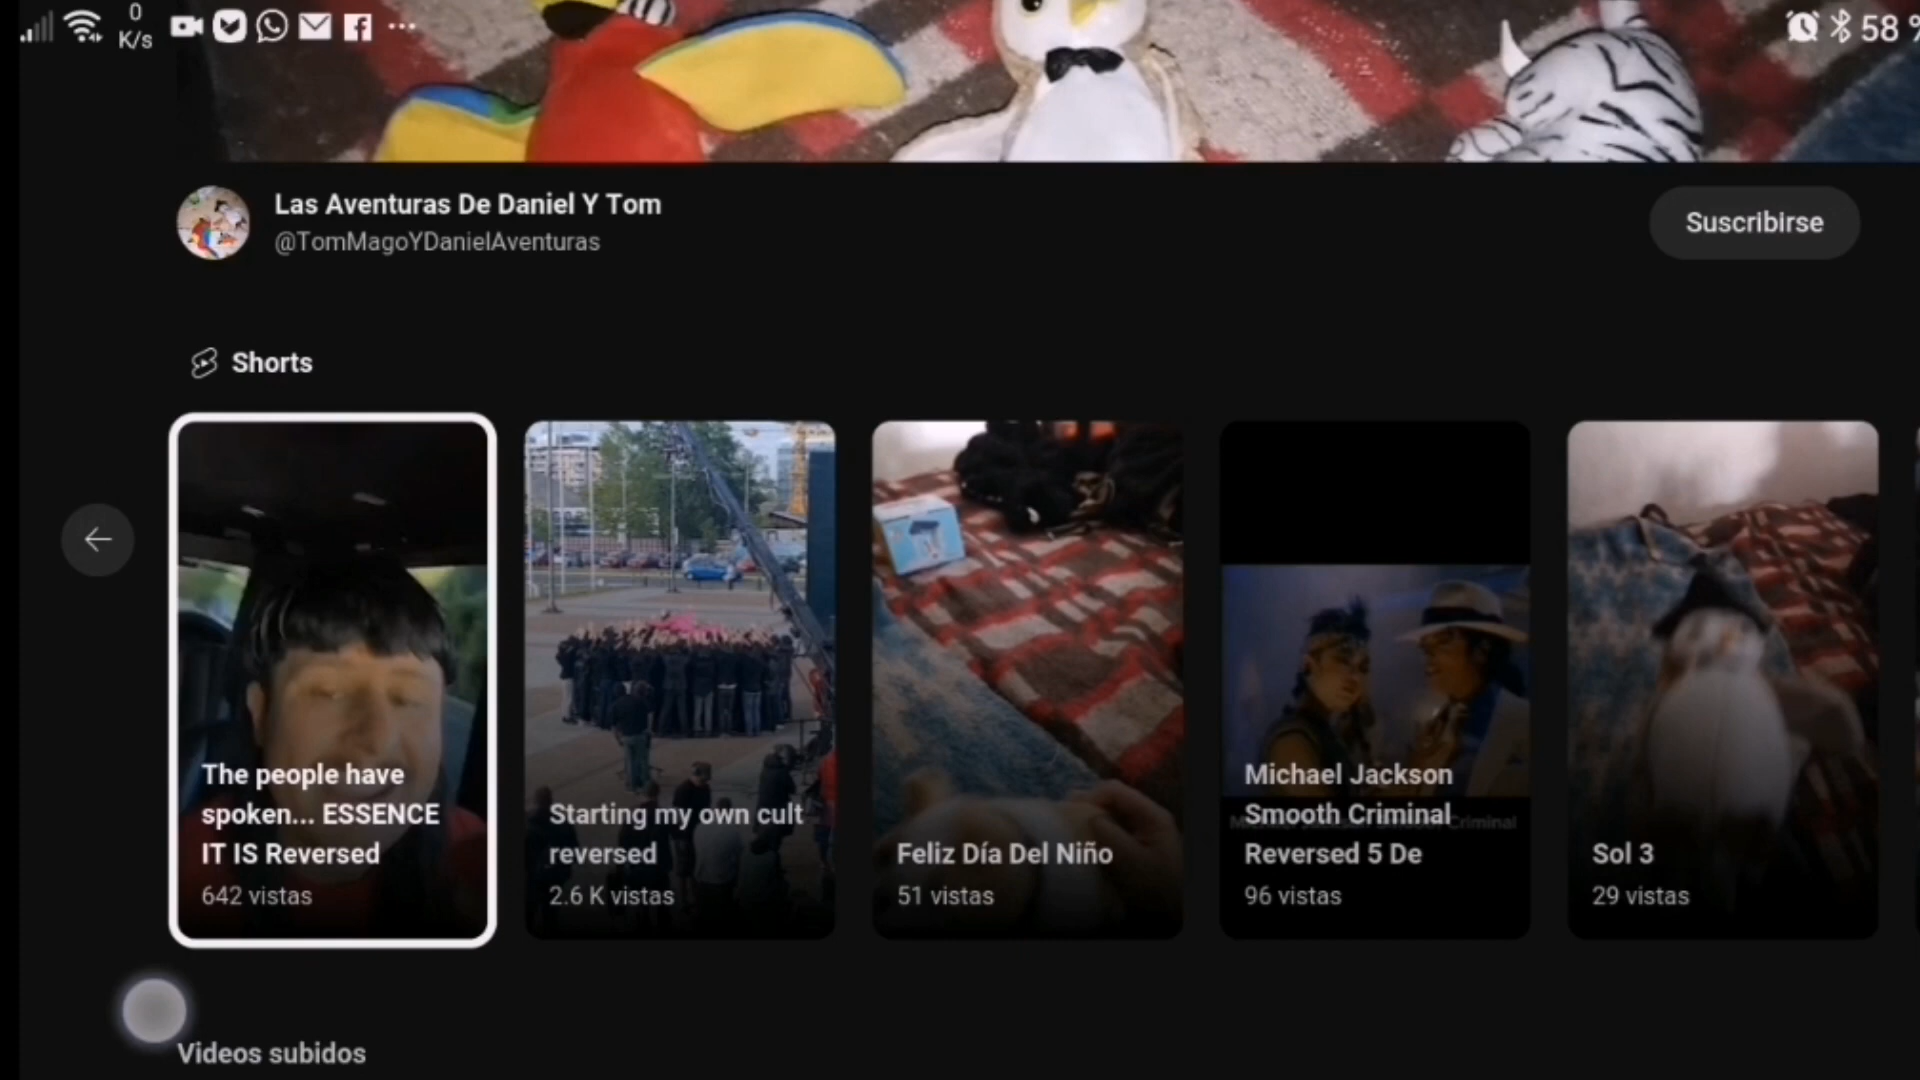 0
K/s
58 %
Las Aventuras De Daniel Y Tom
@TomMagoYDanielAventuras
Suscribirse
Shorts
The people have
spoken... ESSENCE
IT IS Reversed
642 vistas
Starting my own cult
reversed
2.6 K vistas
Feliz Día Del Niño
51 vistas
Michael Jackson
Smooth Criminal
Reversed 5 De
96 vistas
Sol 3
29 vistas
Videos subidos